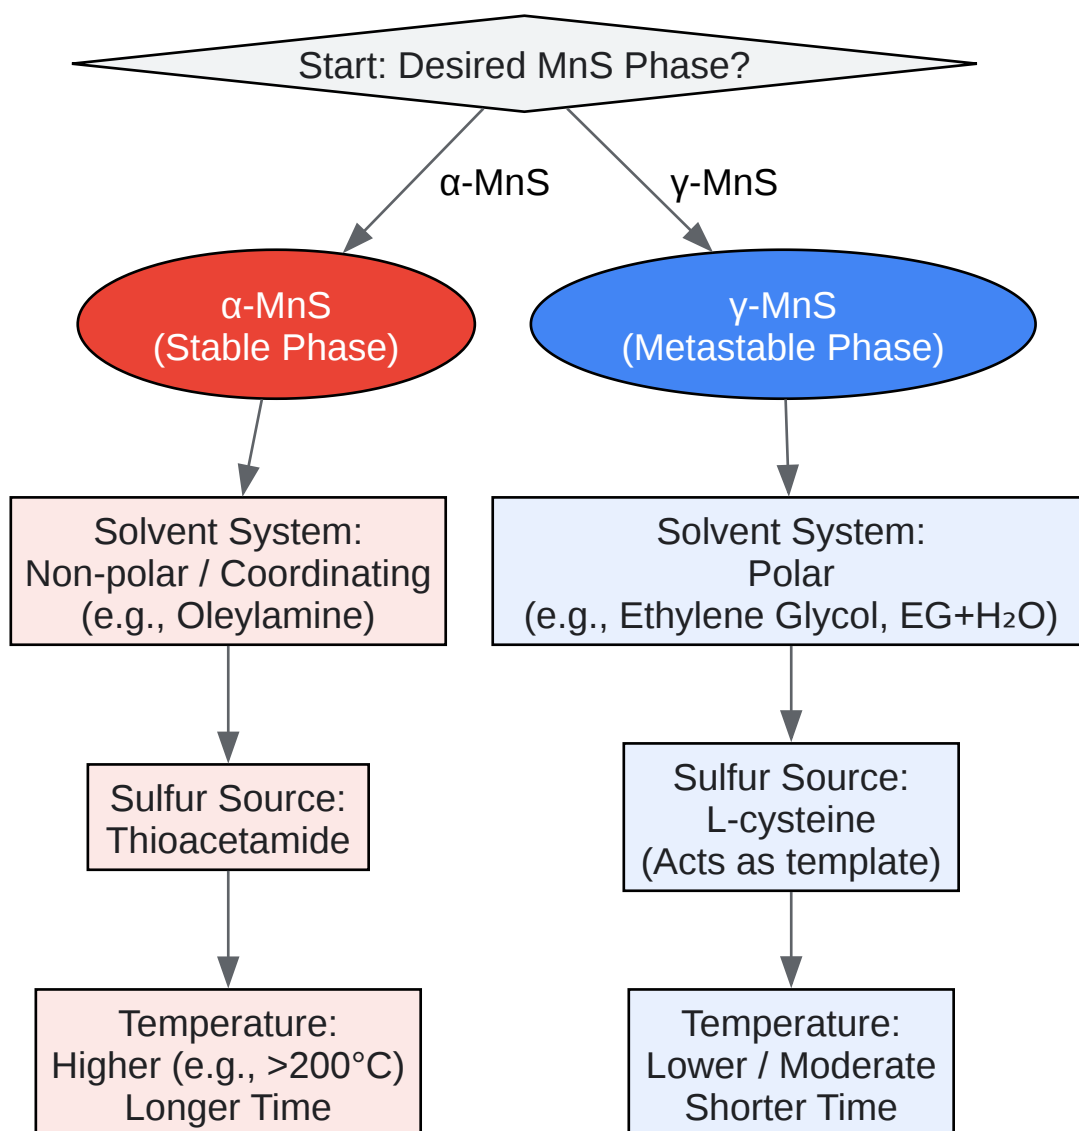 Start: Desired MnS Phase?
α-MnS
γ-MnS
α-MnS
(Stable Phase)
γ-MnS
(Metastable Phase)
Solvent System:
Non-polar / Coordinating
(e.g., Oleylamine)
Solvent System:
Polar
(e.g., Ethylene Glycol, EG+H₂O)
Sulfur Source:
Thioacetamide
Sulfur Source:
L-cysteine
(Acts as template)
Temperature:
Higher (e.g., >200°C)
Longer Time
Temperature:
Lower / Moderate
Shorter Time